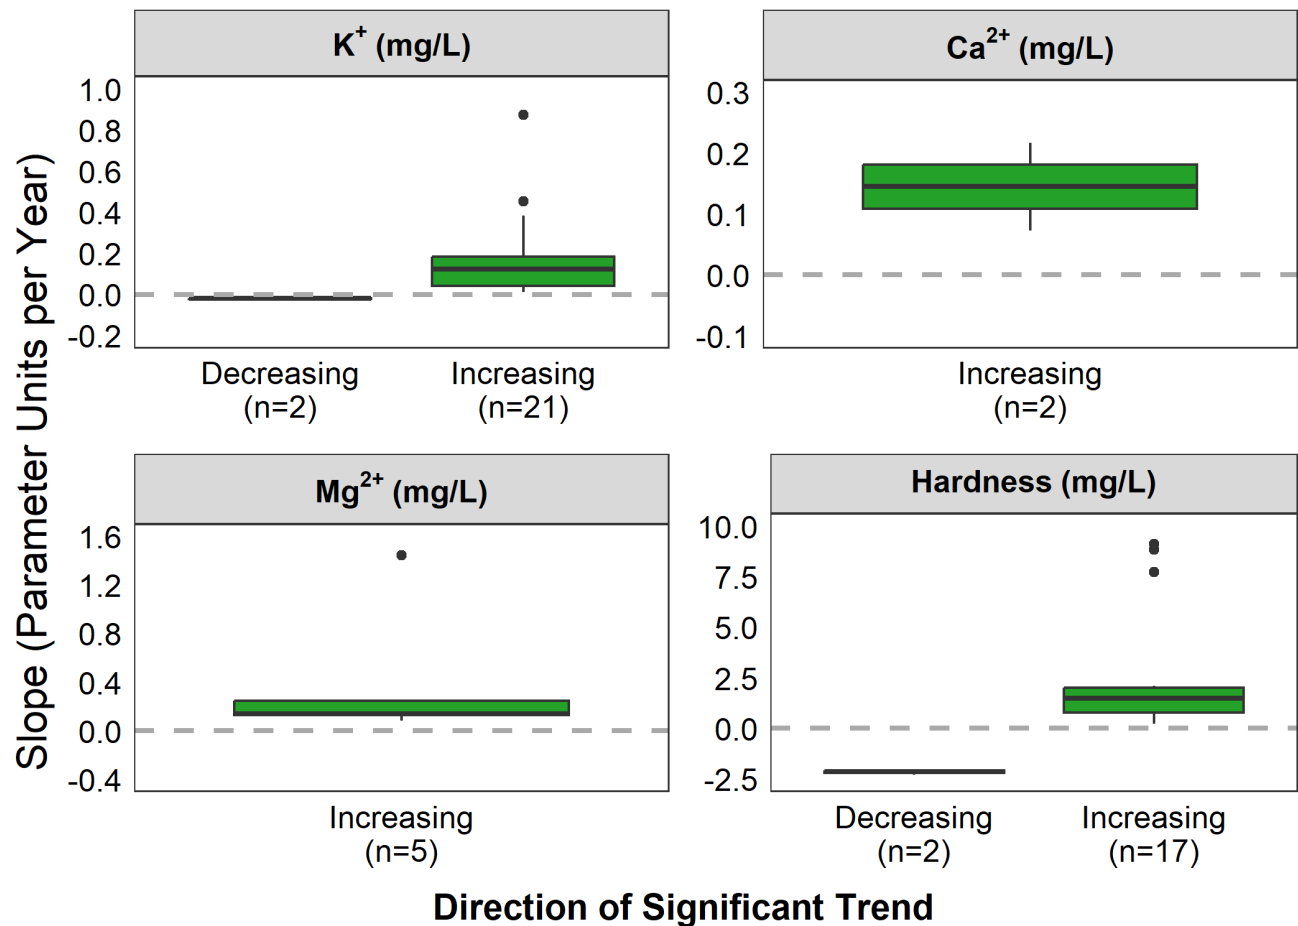 Slope (Parameter Units per Year)
K⁺ (mg/L)
1.0
0.8
0.6
0.4
0.2
0.0
-0.2
Decreasing
(n=2)
Increasing
(n=21)
Ca²⁺ (mg/L)
0.3
0.2
0.1
0.0
-0.1
Increasing
(n=2)
Mg²⁺ (mg/L)
1.6
1.2
0.8
0.4
0.0
-0.4
Increasing
(n=5)
Hardness (mg/L)
10.0
7.5
5.0
2.5
0.0
-2.5
Decreasing
(n=2)
Increasing
(n=17)
Direction of Significant Trend